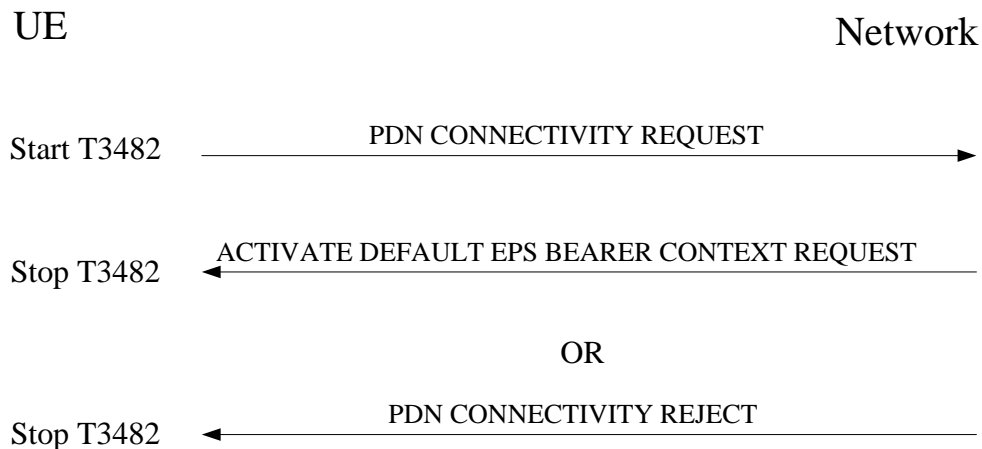 UE
Network
Start T3482
PDN CONNECTIVITY REQUEST
Stop T3482
ACTIVATE DEFAULT EPS BEARER CONTEXT REQUEST
OR
Stop T3482
PDN CONNECTIVITY REJECT